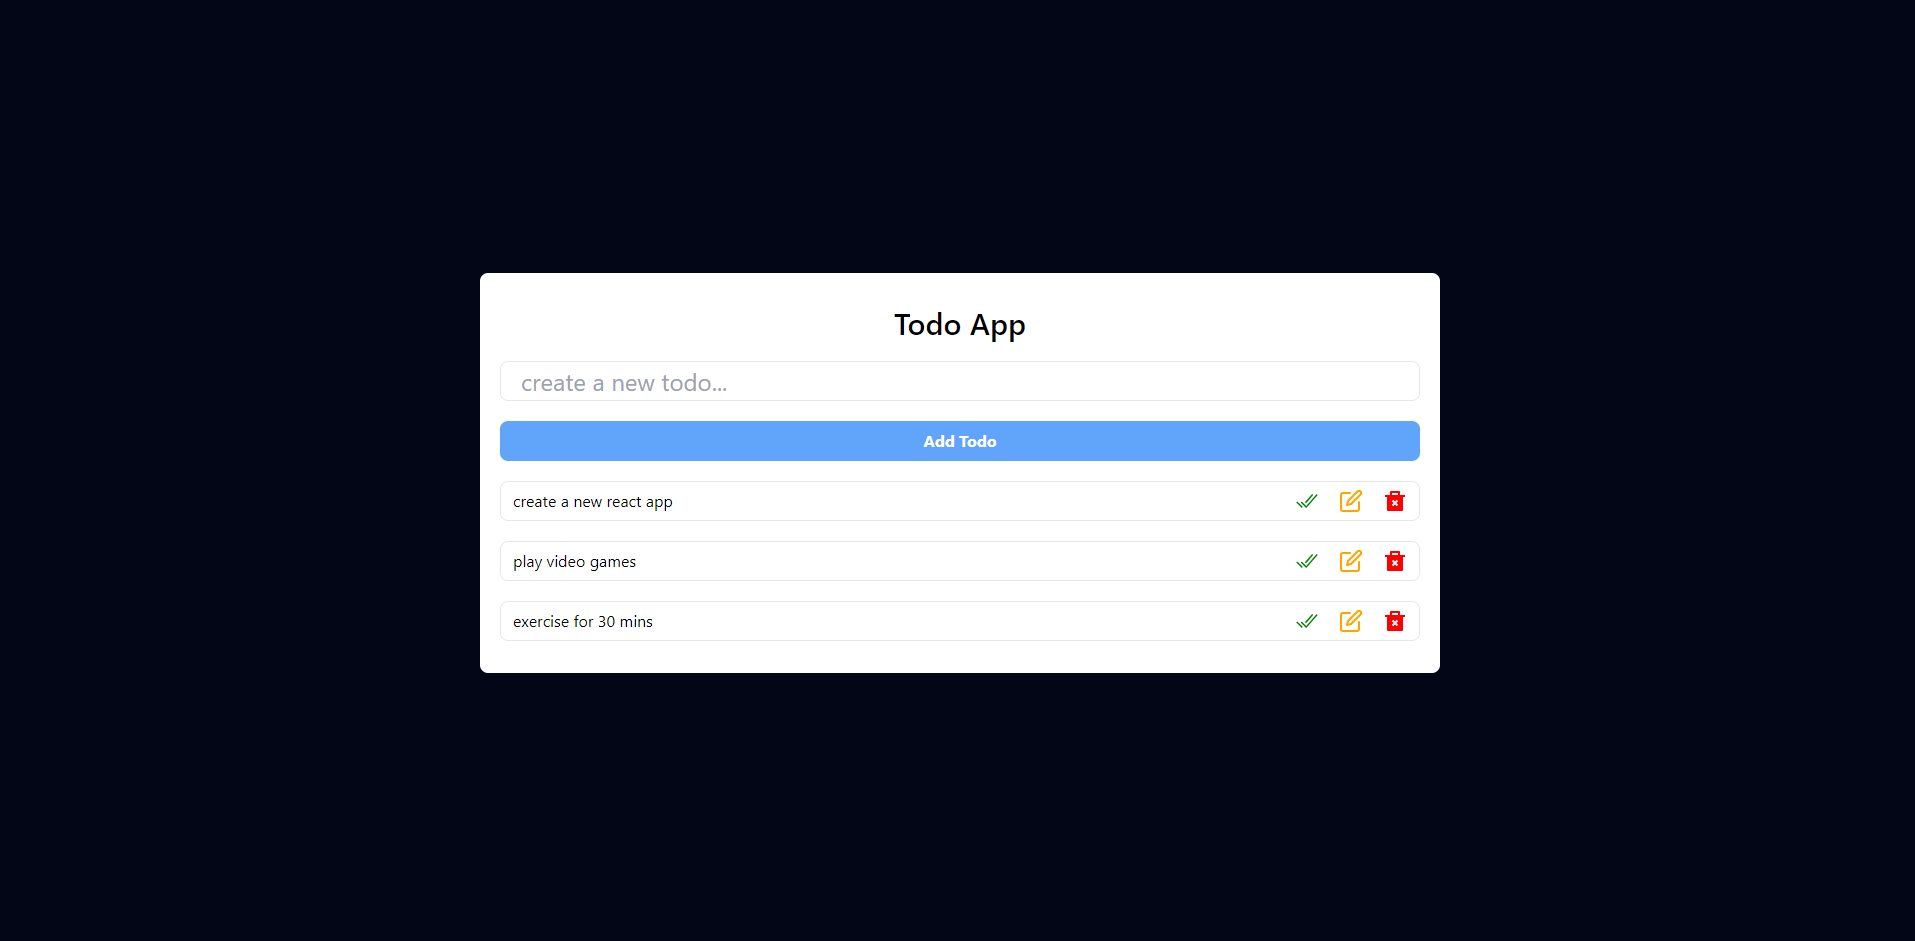 Todo App
create a new todo...
Add Todo
create a new react app
play video games
exercise for 30 mins